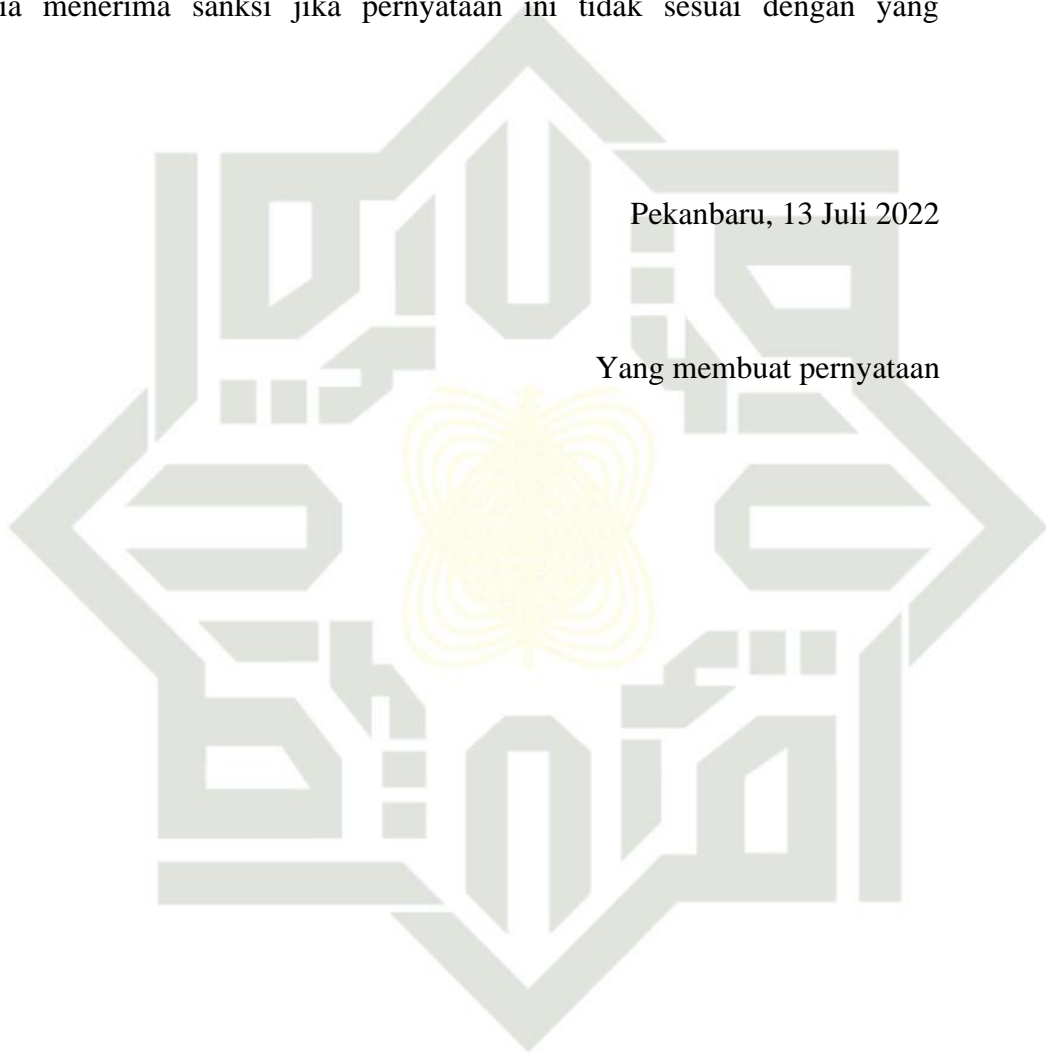 ia menerima sanksi jika pernyataan ini tidak sesuai dengan yang
Pekanbaru, 13 Juli 2022
Yang membuat pernyataan